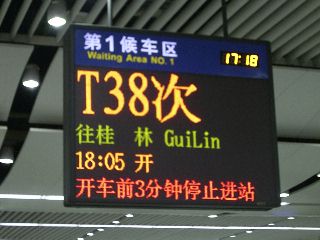 第1候车区 17:18
Waiting Area NO.1
T38次
往桂 林 GuiLin
18:05 开
开车前3分钟停止进站